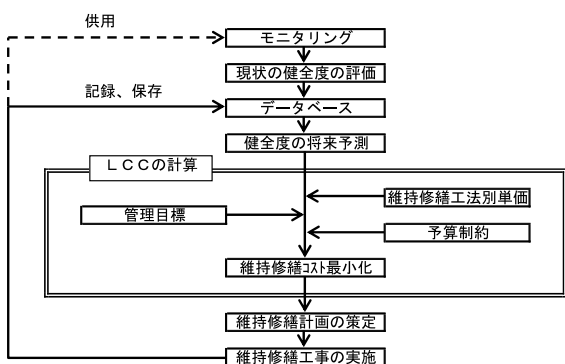 供用
モニタリング
現状の健全度の評価
記録、保存
データベース
健全度の将来予測
ＬＣＣの計算
維持修繕工法別単価
管理目標
予算制約
維持修繕ｺｽﾄ最小化
維持修繕計画の策定
維持修繕工事の実施